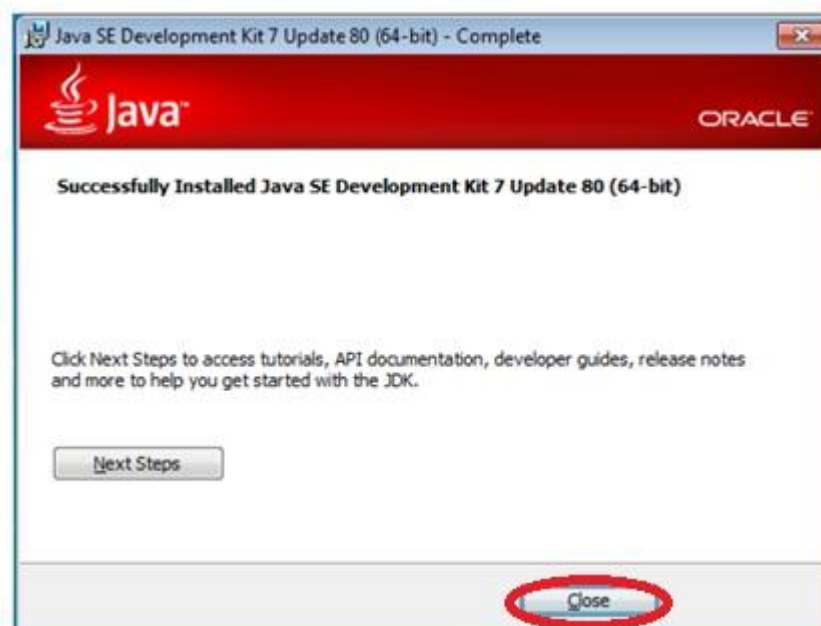 Java SE Development Kit 7 Update 80 (64-bit) - Complete
Java™
ORACLE
Successfully Installed Java SE Development Kit 7 Update 80 (64-bit)
Click Next Steps to access tutorials, API documentation, developer guides, release notes
and more to help you get started with the JDK.
Next Steps
Close